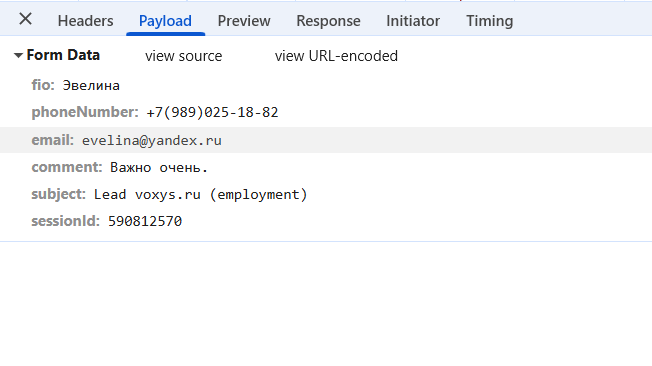 Headers Payload Preview Response Initiator Timing
Form Data view source view URL-encoded
fio: Эвелина
phoneNumber: +7(989)025-18-82
email: evelina@yandex.ru
comment: Важно очень.
subject: Lead voxys.ru (employment)
sessionId: 590812570